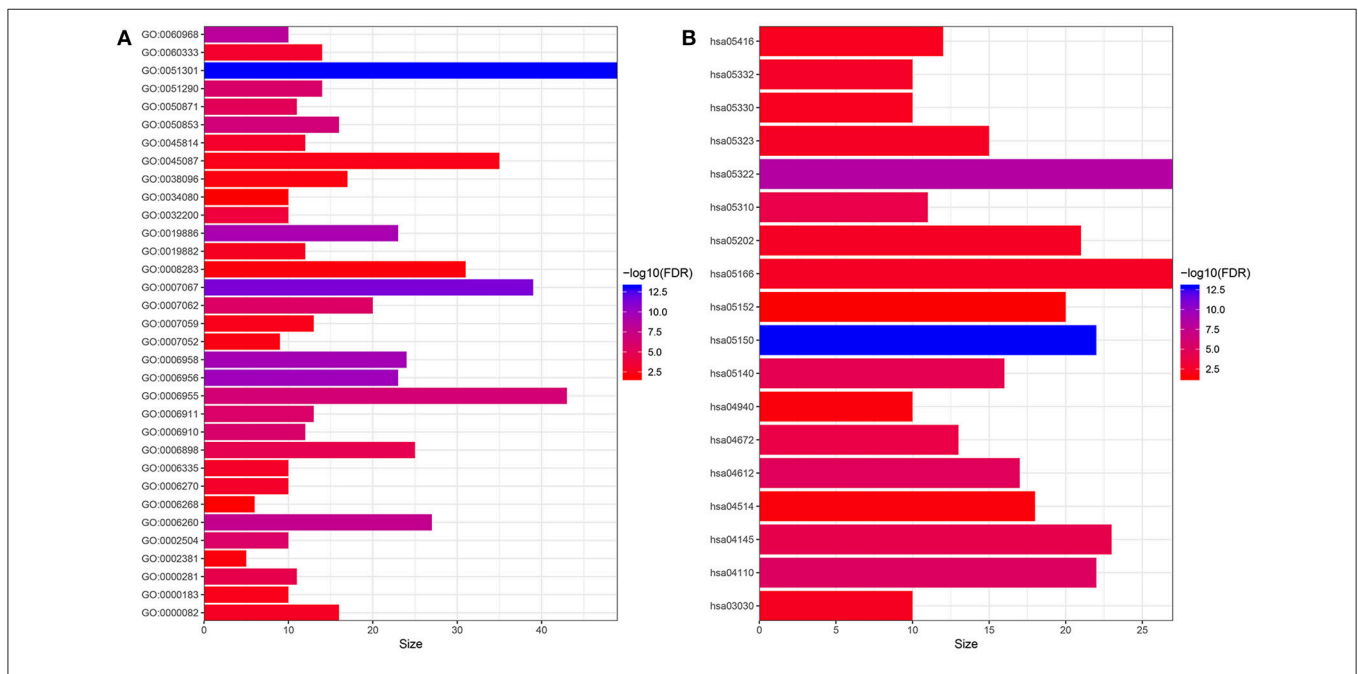 A
GO:0060968
GO:0060333
GO:0051301
GO:0051290
GO:0050871
GO:0050853
GO:0045814
GO:0045087
GO:0038096
GO:0034080
GO:0032200
GO:0019886
GO:0019882
GO:0008283
GO:0007067
GO:0007062
GO:0007059
GO:0007052
GO:0006958
GO:0006956
GO:0006955
GO:0006911
GO:0006910
GO:0006898
GO:0006335
GO:0006270
GO:0006268
GO:0006260
GO:0002504
GO:0002381
GO:0000281
GO:0000183
GO:0000082
0 10 20 30 40
Size
−log10(FDR)
12.5
10.0
7.5
5.0
2.5
B
hsa05416
hsa05332
hsa05330
hsa05323
hsa05322
hsa05310
hsa05202
hsa05166
hsa05152
hsa05150
hsa05140
hsa04940
hsa04672
hsa04612
hsa04514
hsa04145
hsa04110
hsa03030
0 5 10 15 20 25
Size
−log10(FDR)
12.5
10.0
7.5
5.0
2.5